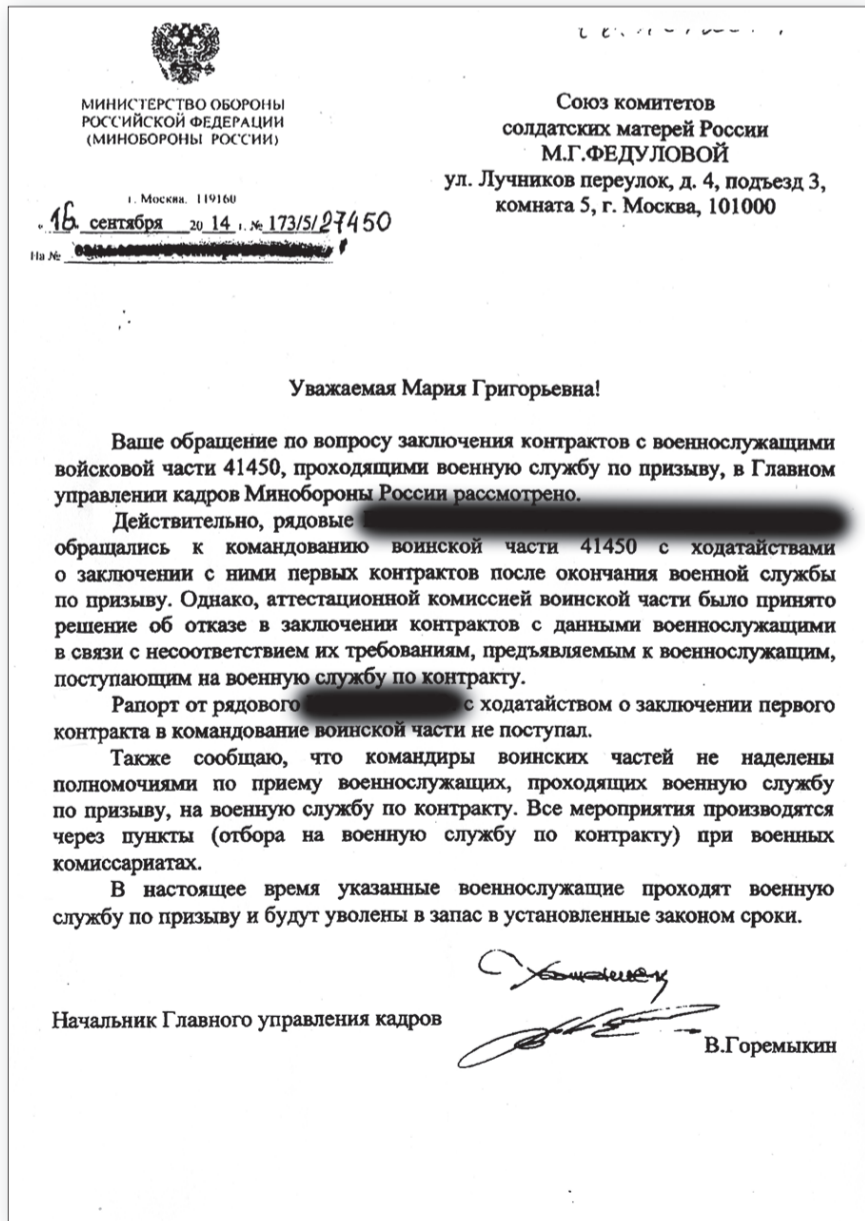 МИНИСТЕРСТВО ОБОРОНЫ
РОССИЙСКОЙ ФЕДЕРАЦИИ
(МИНОБОРОНЫ РОССИИ)
г. Москва, 119160
« 16 » сентября 20 14 г. № 173/5/27450
На №
Союз комитетов
солдатских матерей России
М.Г.ФЕДУЛОВОЙ
ул. Лучников переулок, д. 4, подъезд 3,
комната 5, г. Москва, 101000
Уважаемая Мария Григорьевна!
Ваше обращение по вопросу заключения контрактов с военнослужащими
войсковой части 41450, проходящими военную службу по призыву, в Главном
управлении кадров Минобороны России рассмотрено.
Действительно, рядовые
обращались к командованию воинской части 41450 с ходатайствами
о заключении с ними первых контрактов после окончания военной службы
по призыву. Однако, аттестационной комиссией воинской части было принято
решение об отказе в заключении контрактов с данными военнослужащими
в связи с несоответствием их требованиям, предъявляемым к военнослужащим,
поступающим на военную службу по контракту.
Рапорт от рядового с ходатайством о заключении первого
контракта в командование воинской части не поступал.
Также сообщаю, что командиры воинских частей не наделены
полномочиями по приему военнослужащих, проходящих военную службу
по призыву, на военную службу по контракту. Все мероприятия производятся
через пункты (отбора на военную службу по контракту) при военных
комиссариатах.
В настоящее время указанные военнослужащие проходят военную
службу по призыву и будут уволены в запас в установленные законом сроки.
Начальник Главного управления кадров
В.Горемыкин